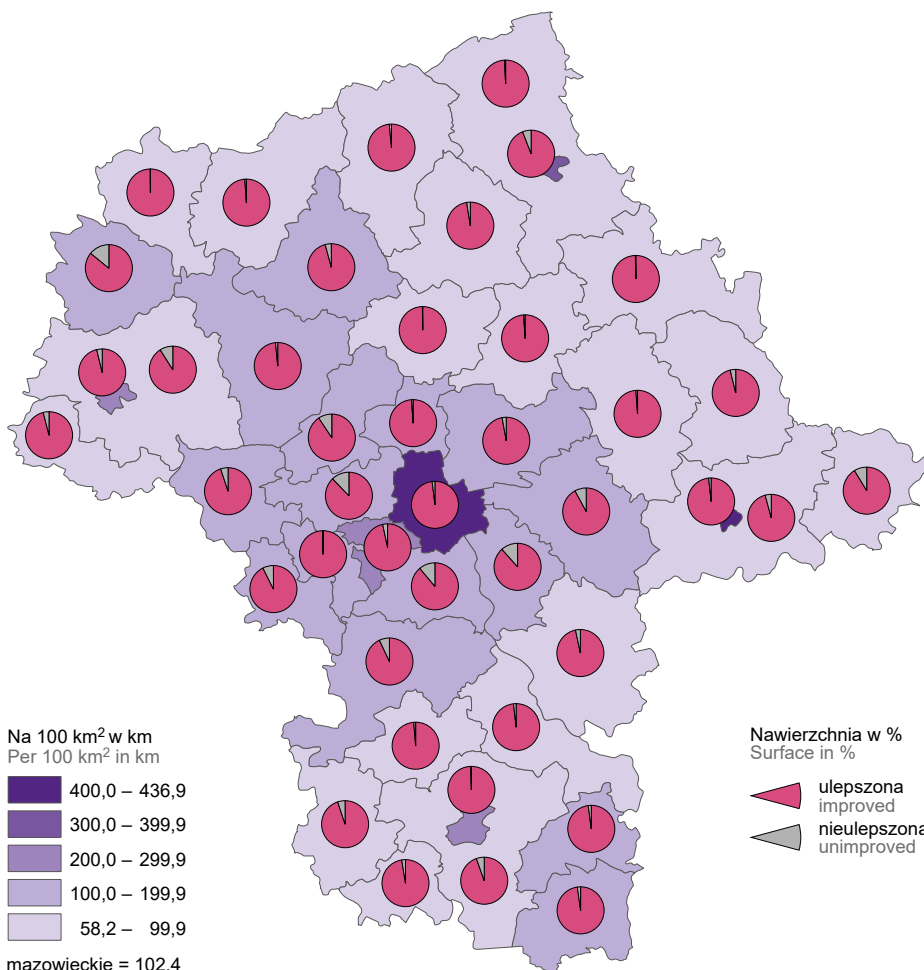 Na 100 km² w km
Per 100 km² in km
400,0 – 436,9
300,0 – 399,9
200,0 – 299,9
100,0 – 199,9
58,2 – 99,9
mazowieckie = 102,4
Nawierzchnia w %
Surface in %
ulepszona
improved
nieulepszona
unimproved